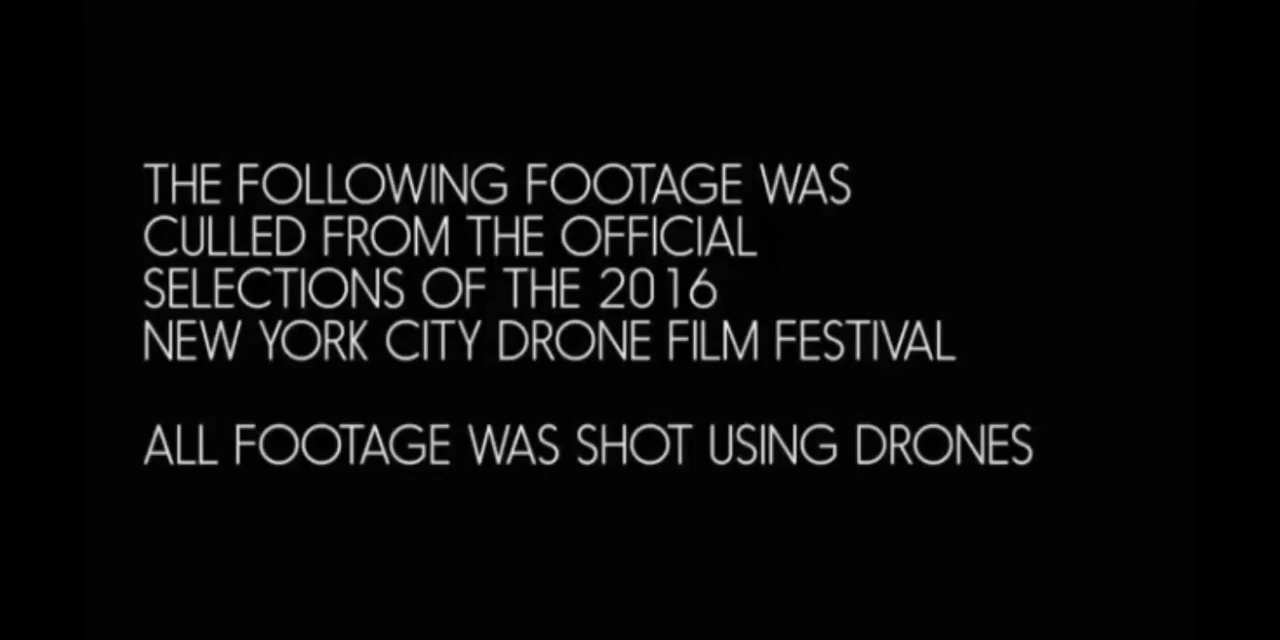 THE FOLLOWING FOOTAGE WAS
CULLED FROM THE OFFICIAL
SELECTIONS OF THE 2016
NEW YORK CITY DRONE FILM FESTIVAL
ALL FOOTAGE WAS SHOT USING DRONES